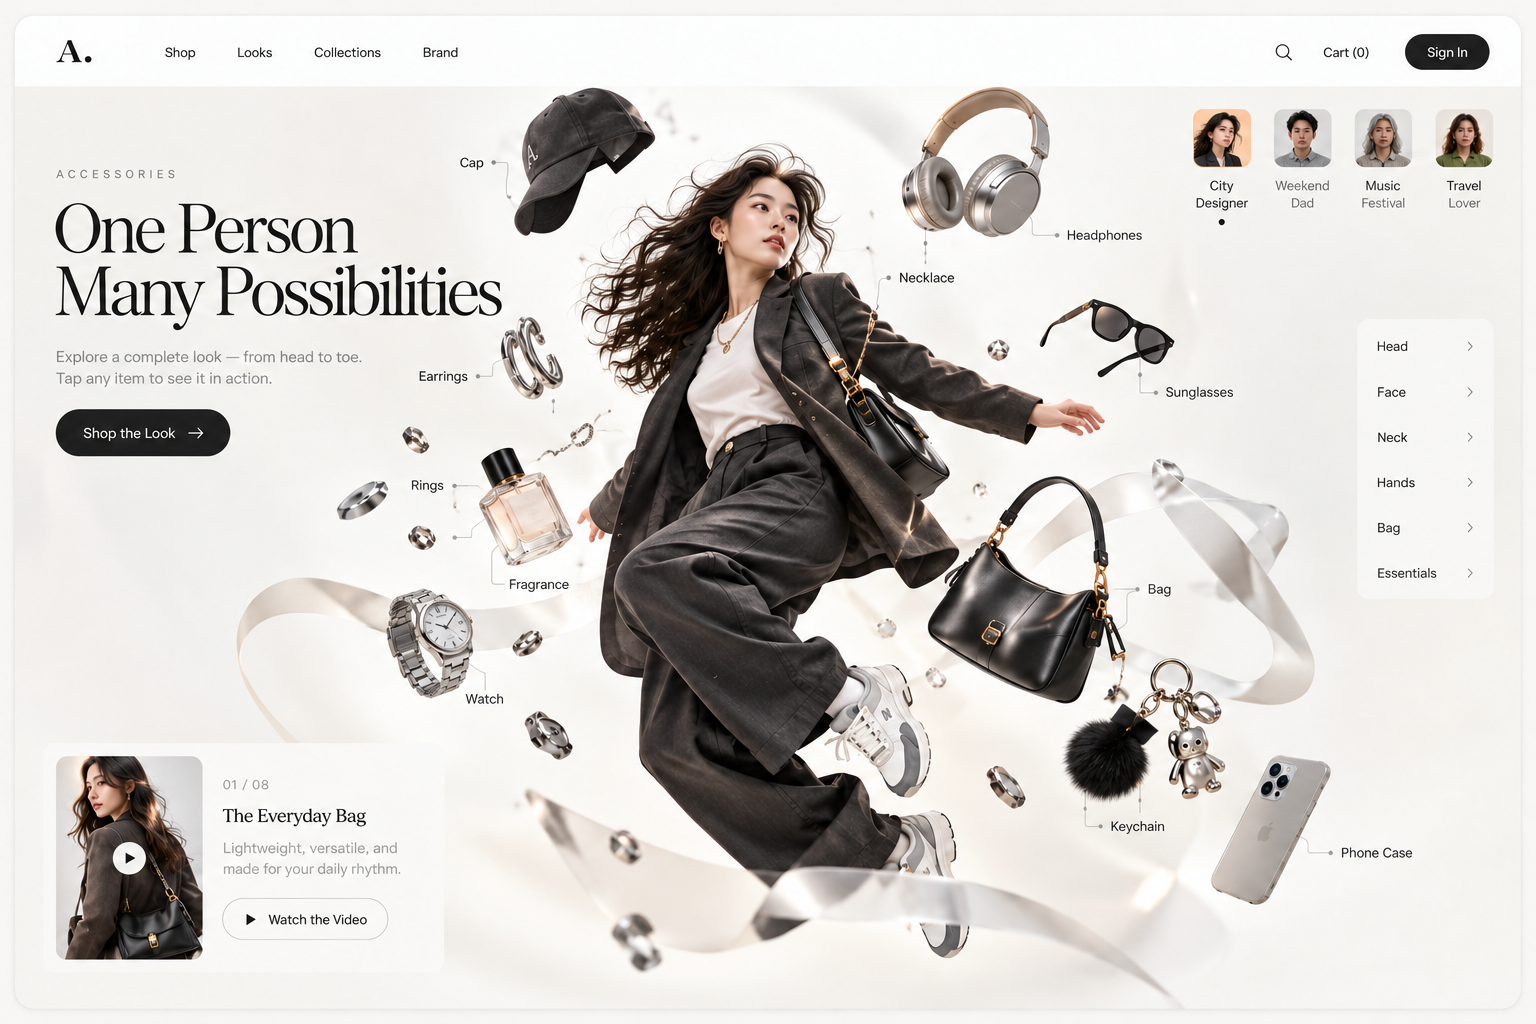 A.
Shop
Looks
Collections
Brand
Cart (0)
Sign In
ACCESSORIES
One Person
Many Possibilities
Explore a complete look — from head to toe.
Tap any item to see it in action.
Shop the Look
City
Designer
Weekend
Dad
Music
Festival
Travel
Lover
A.
Cap
Headphones
Necklace
Earrings
Sunglasses
Rings
Fragrance
Watch
Bag
Keychain
Phone Case
N
Head
Face
Neck
Hands
Bag
Essentials
01 / 08
The Everyday Bag
Lightweight, versatile, and
made for your daily rhythm.
Watch the Video